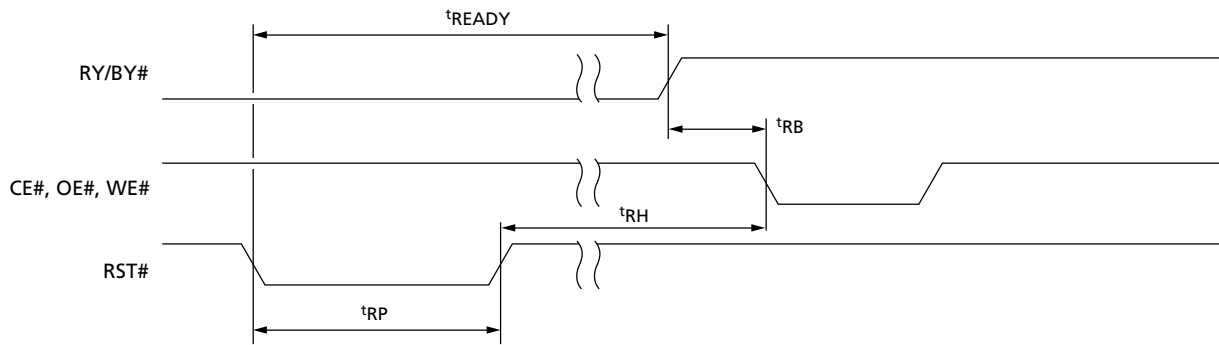 tREADY
RY/BY#
tRB
CE#, OE#, WE#
tRH
RST#
tRP